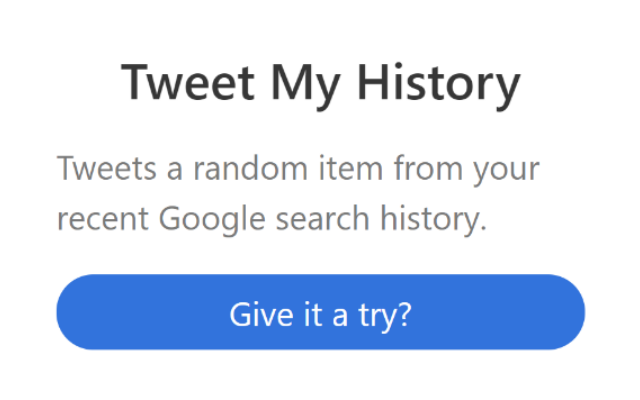 Tweet My History
Tweets a random item from your
recent Google search history.
Give it a try?